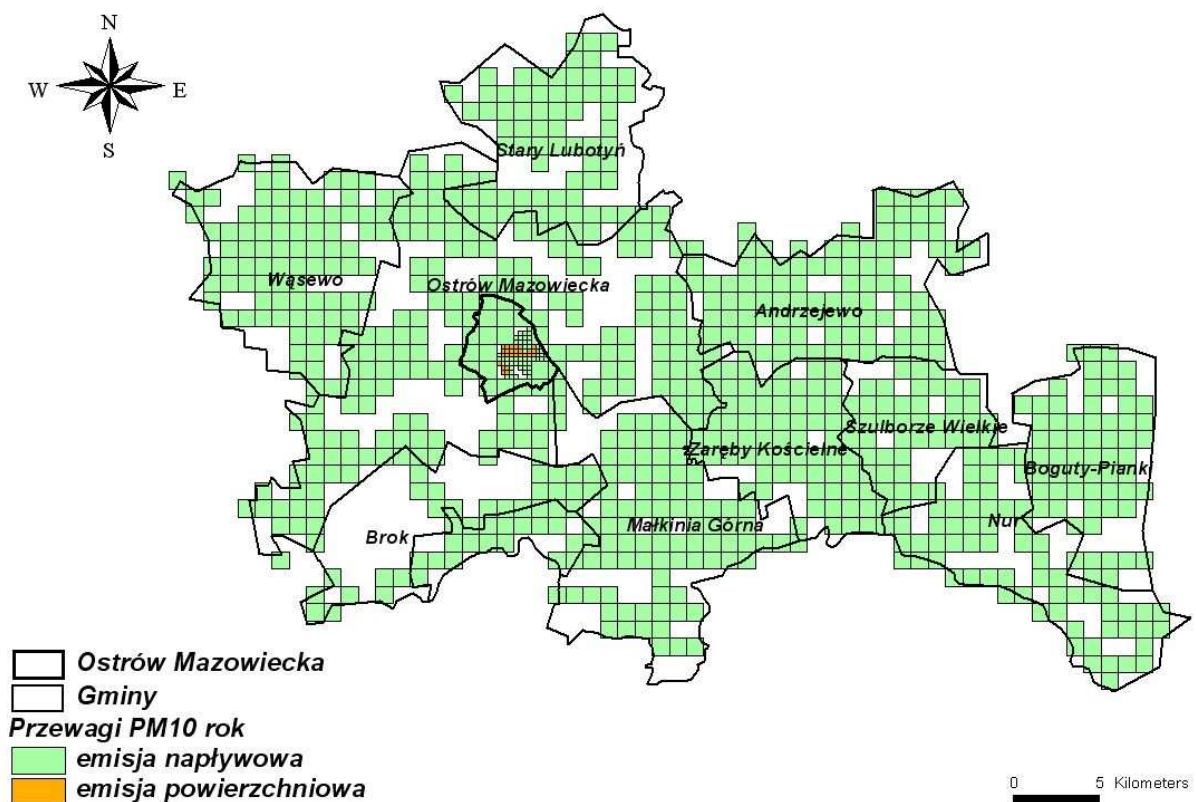 N
W E
S
Stary Lubotyń
Wąsewo
Ostrów Mazowiecka
Andrzejewo
Szulborze Wielkie
Zaręby Kościelne
Boguty-Piank
Małkinia Górna
Nur
Brok
Ostrów Mazowiecka
Gminy
Przewagi PM10 rok
emisja napływowa
emisja powierzchniowa
0 5 Kilometers